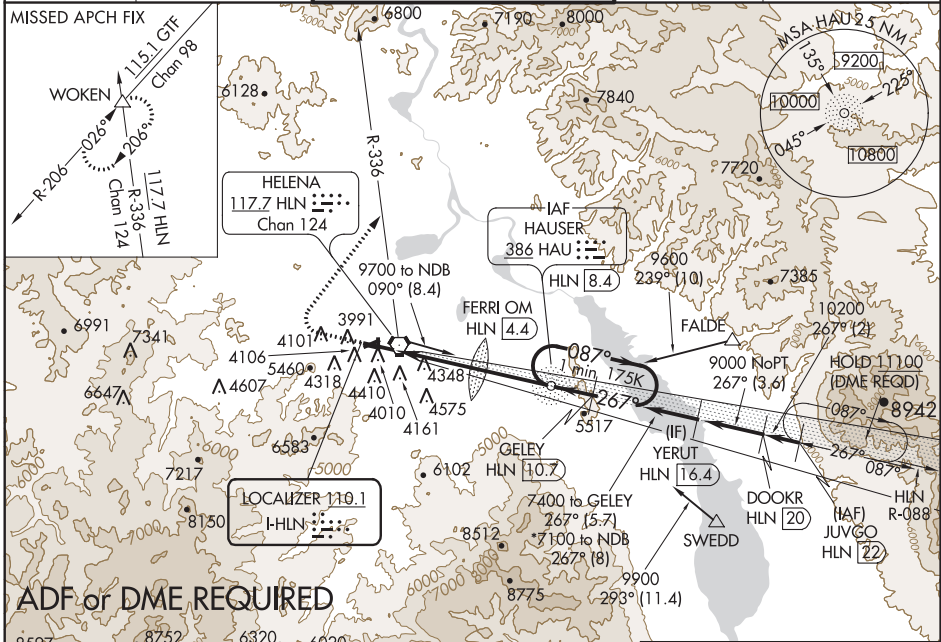 MISSED APCH FIX
115.1 GTF
Chan 98
WOKEN
026°
206°
R-206
117.7 HLN
R-336
Chan 124
6800
7190
8000
6128
7840
R-336
7720
MSA HAU 25 NM
135°
9200
225°
10000
045°
10800
HELENA
117.7 HLN
Chan 124
IAF
HAUSER
386 HAU
HLN 8.4
9700 to NDB
090° (8.4)
9600
239° (10)
7385
FERRI OM
HLN 4.4
FALDE
10200
267° (2)
9000 NoPT
267° (3.6)
HOLD 11100
(DME REQD)
6991
7341
4101
3991
4106
5460
4318
4348
087°
1 min
175K
267°
6647
4607
4410
4010
4575
4161
5517
087°
8942
267°
087°
6583
(IF)
YERUT
HLN 16.4
GELEY
HLN 10.7
5000
7217
6102
8150
LOCALIZER 110.1
I-HLN
7400 to GELEY
267° (5.7)
7100 to NDB
267° (8)
DOOKR
HLN 20
(IAF)
JUVGO
HLN 22
HLN
R-088
SWEDD
8512
8775
9900
293° (11.4)
ADF or DME REQUIRED
8752
6320